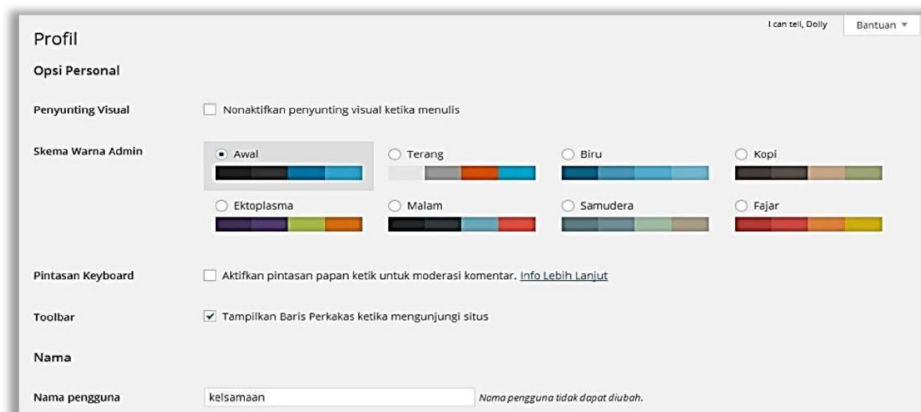 I can tell, Dolly
Bantuan
Profil
Opsi Personal
Penyunting Visual Nonaktifkan penyunting visual ketika menulis
Skema Warna Admin Awal Terang Biru Kopi
Ektoplasma Malam Samudera Fajar
Pintasan Keyboard Aktifkan pintasan papan ketik untuk moderasi komentar. Info Lebih Lanjut
Toolbar Tampilkan Baris Perkakas ketika mengunjungi situs
Nama
Nama pengguna kelsamaan Nama pengguna tidak dapat diubah.